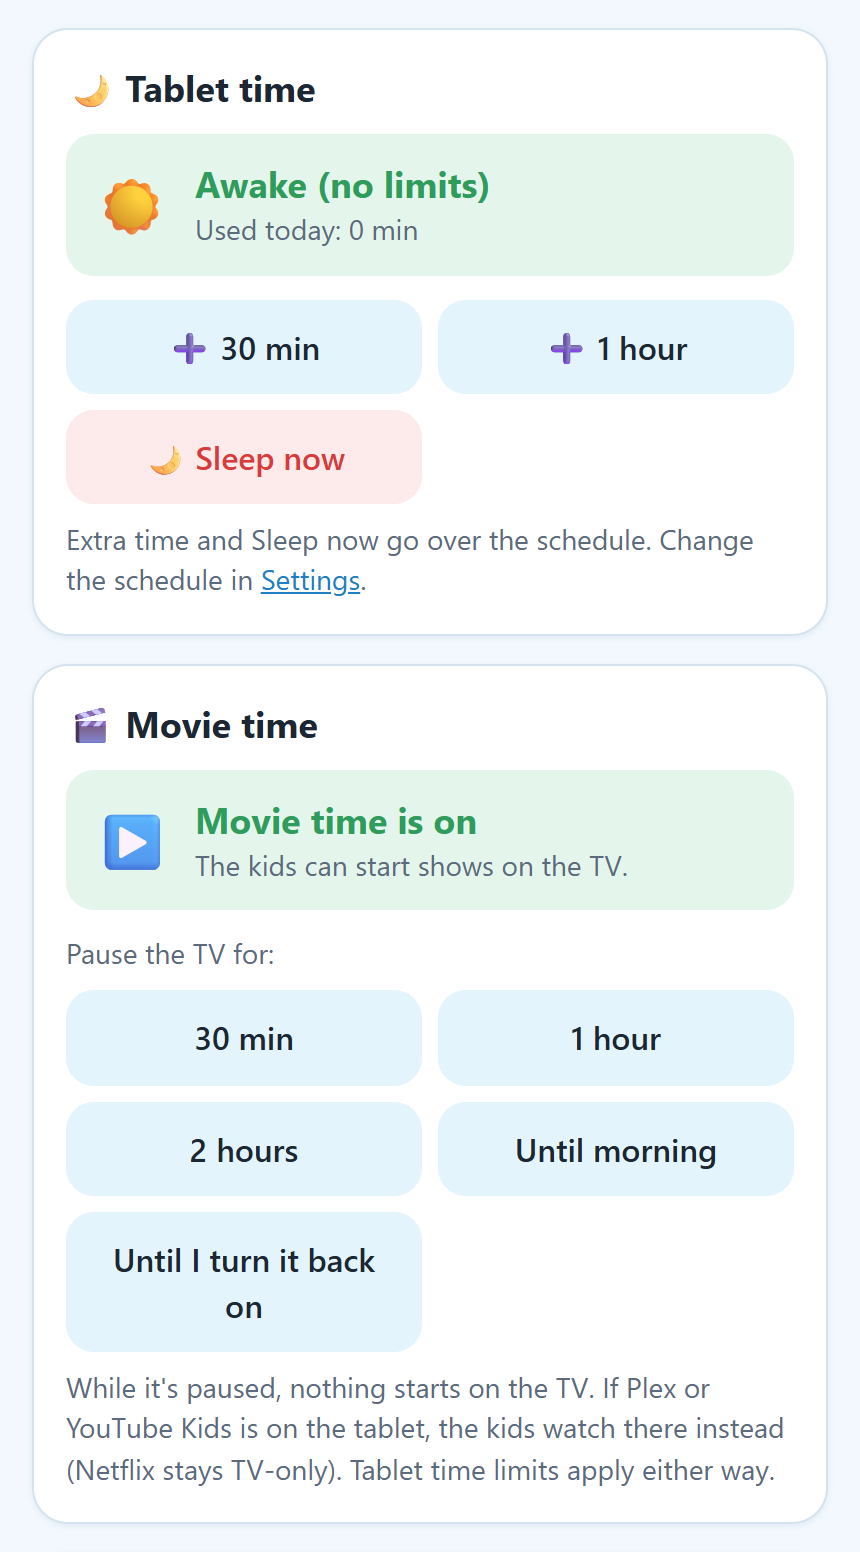 Tablet time
Awake (no limits)
Used today: 0 min
30 min
1 hour
Sleep now
Extra time and Sleep now go over the schedule. Change
the schedule in Settings.
Movie time
Movie time is on
The kids can start shows on the TV.
Pause the TV for:
30 min
1 hour
2 hours
Until morning
Until I turn it back
on
While it's paused, nothing starts on the TV. If Plex or
YouTube Kids is on the tablet, the kids watch there instead
(Netflix stays TV-only). Tablet time limits apply either way.